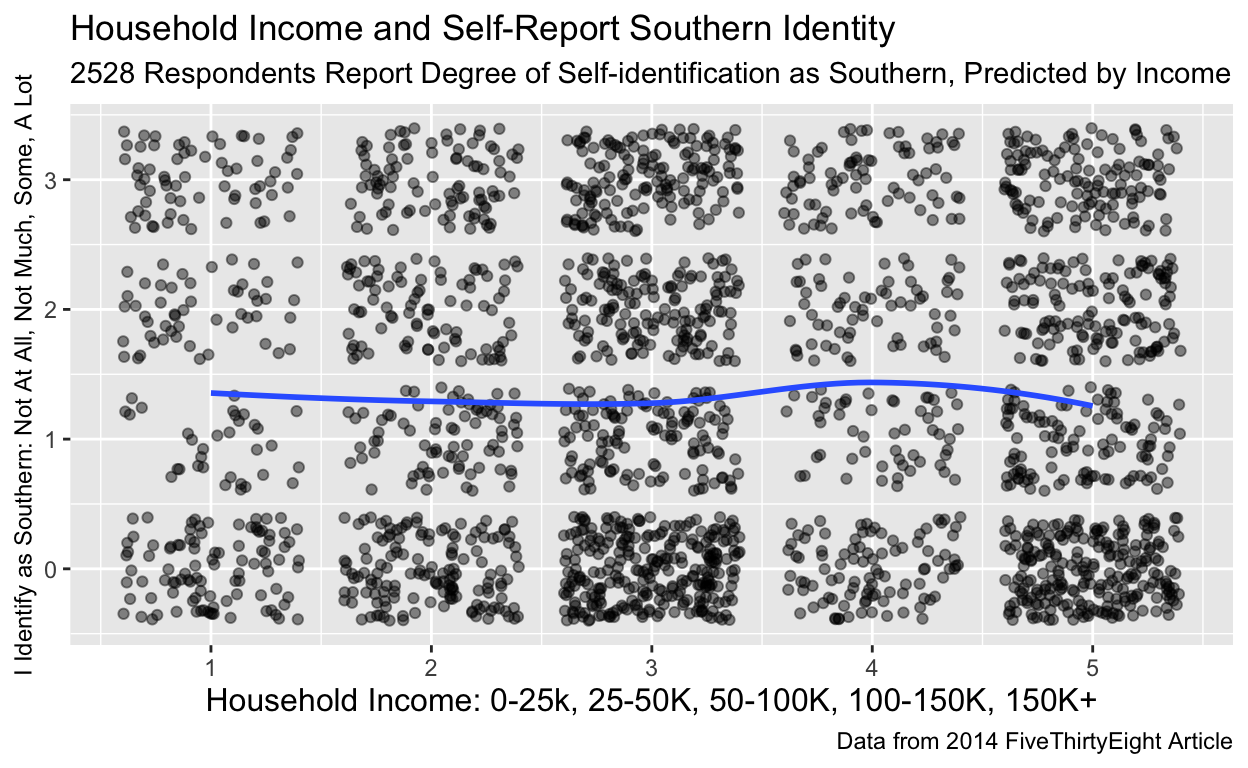 Household Income and Self-Report Southern Identity
2528 Respondents Report Degree of Self-identification as Southern, Predicted by Income
I Identify as Southern: Not At All, Not Much, Some, A Lot
3
2
1
0
1 2 3 4 5
Household Income: 0-25k, 25-50K, 50-100K, 100-150K, 150K+
Data from 2014 FiveThirtyEight Article